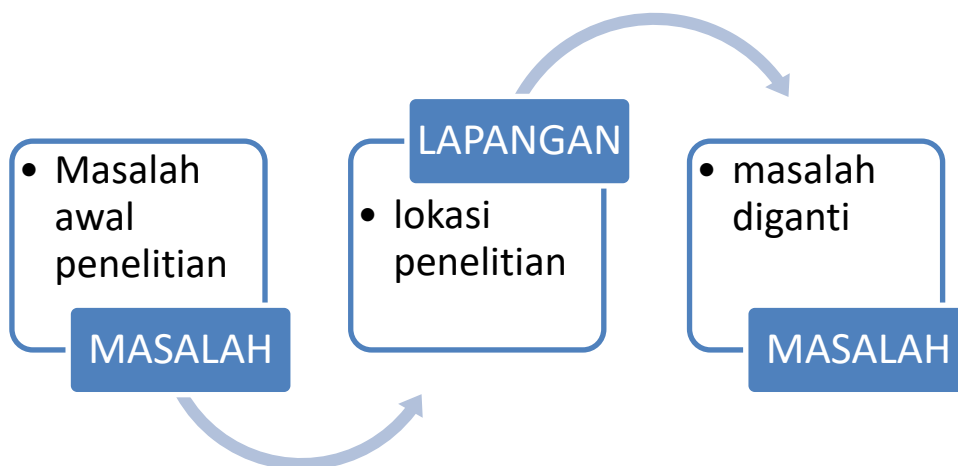 • Masalah
awal
penelitian
MASALAH
LAPANGAN
• lokasi
penelitian
• masalah
diganti
MASALAH